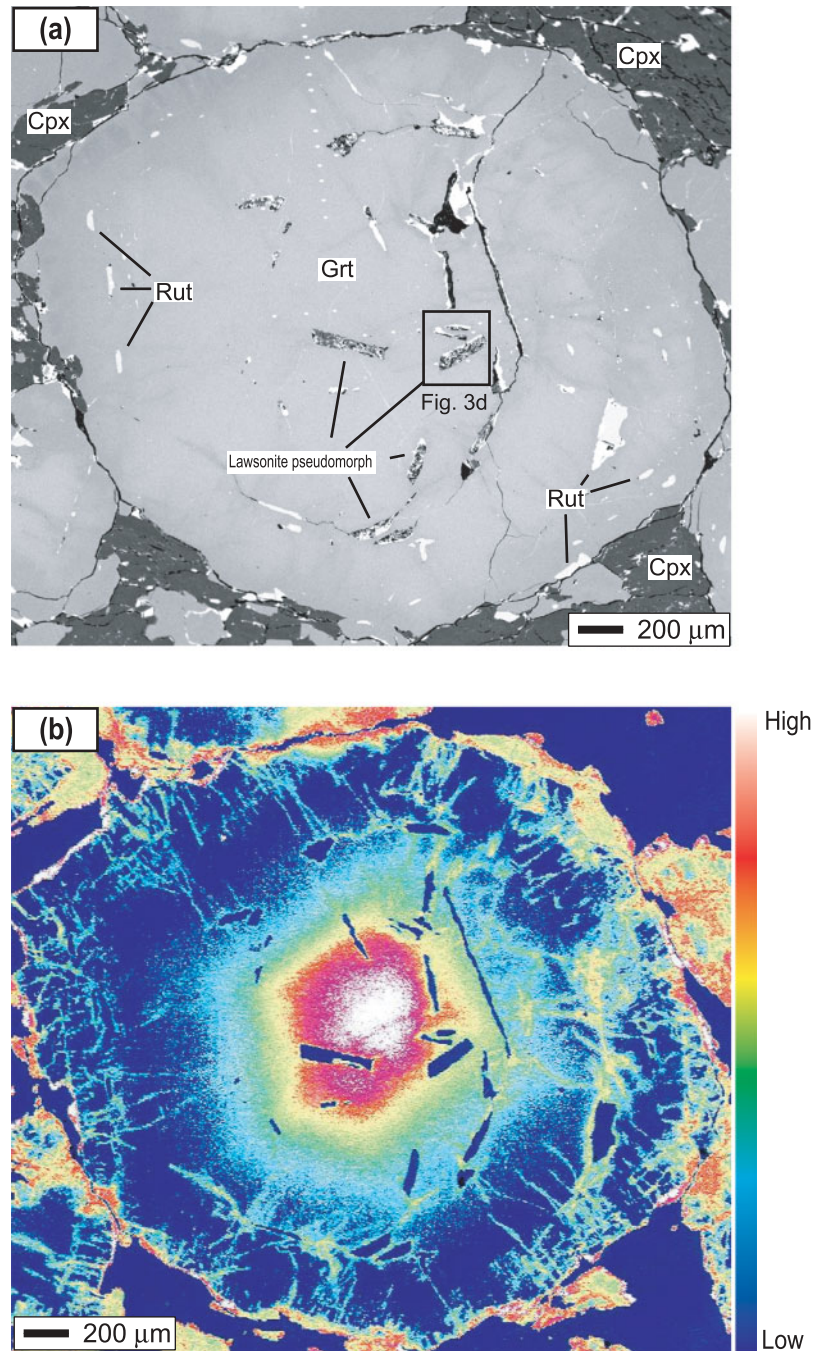 (a)
Cpx
Cpx
Grt
Rut
Fig. 3d
Lawsonite pseudomorph
Rut
Cpx
200 μm
(b)
High
200 μm
Low